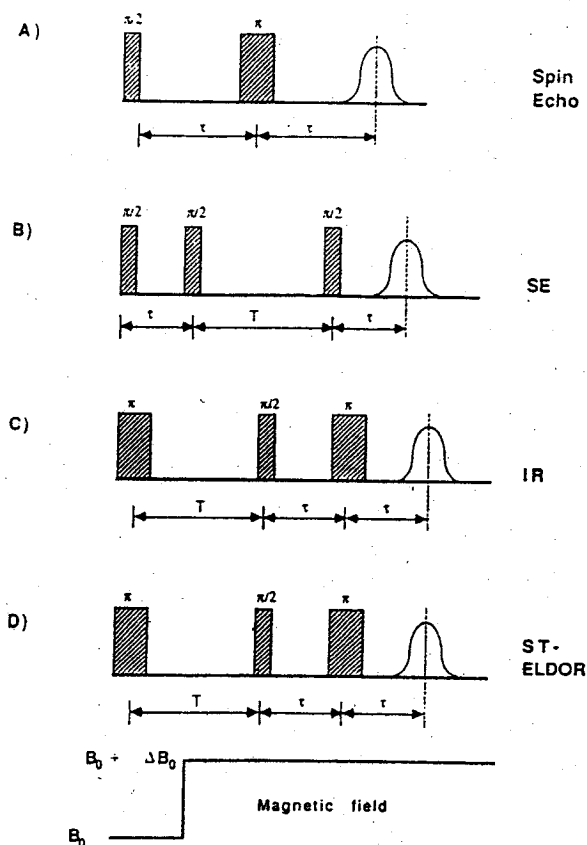 A)
π/2
π
τ
τ
Spin
Echo
B)
π/2
π/2
π/2
τ
T
τ
SE
C)
π
π/2
π
T
τ
τ
IR
D)
π
π/2
π
T
τ
τ
ST-
ELDOR
B₀ + ΔB₀
Magnetic field
B₀